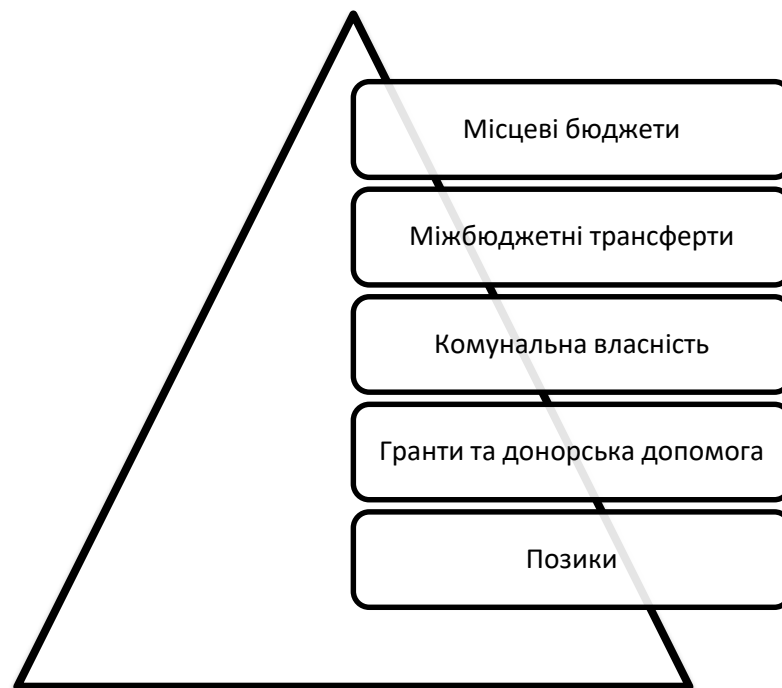 Місцеві бюджети
Міжбюджетні трансферти
Комунальна власність
Гранти та донорська допомога
Позики